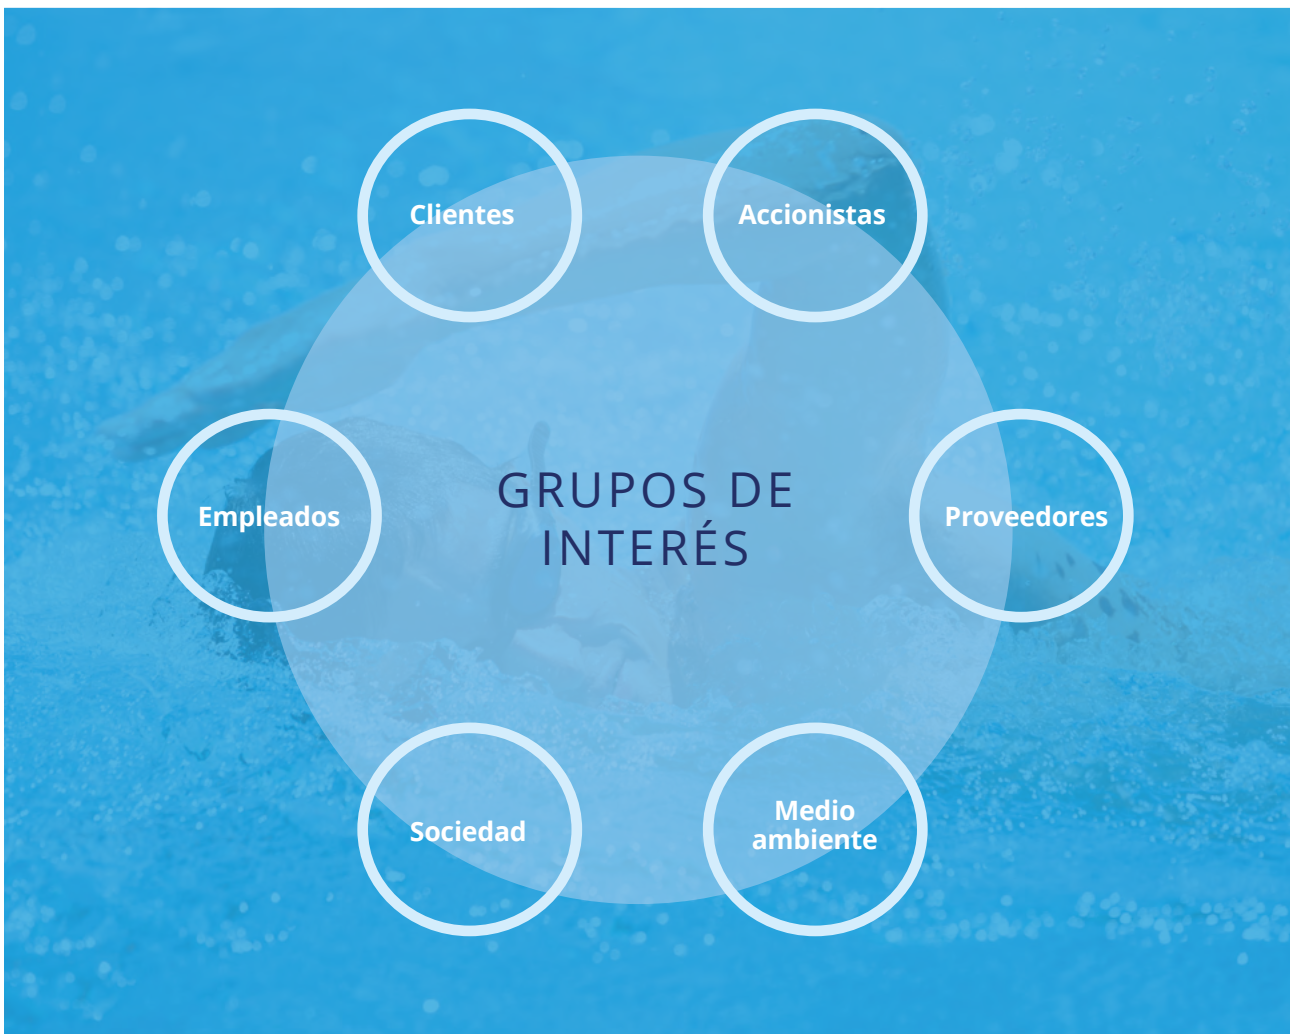 Clientes
Accionistas
GRUPOS DE
INTERÉS
Empleados
Proveedores
Sociedad
Medio
ambiente